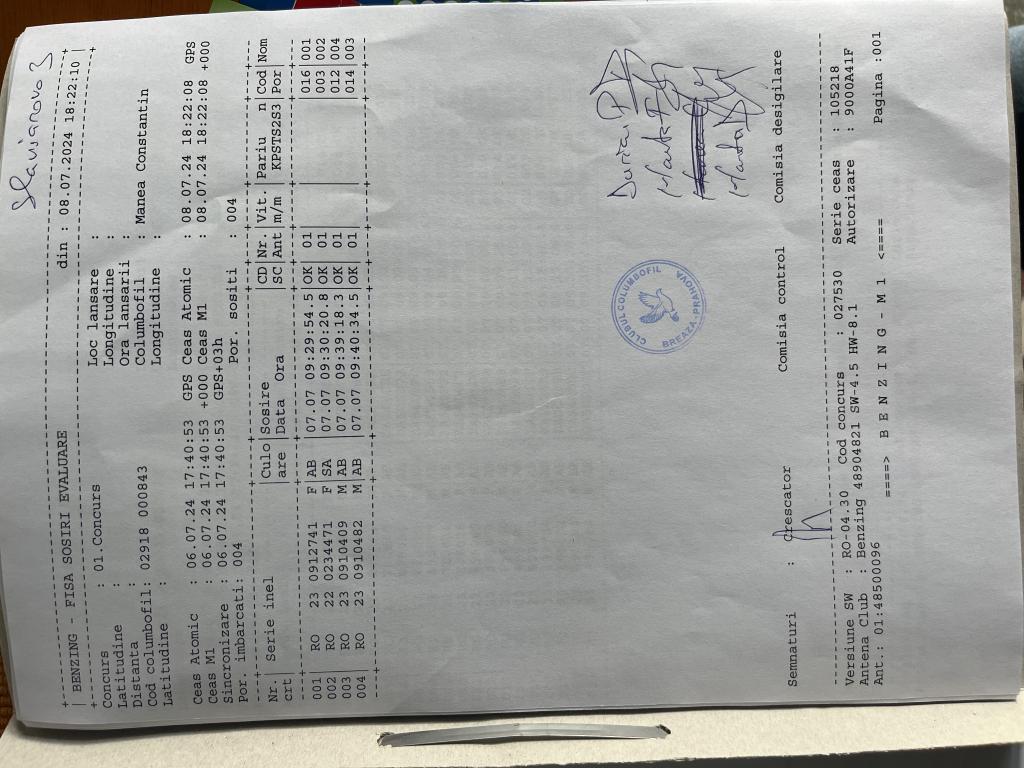 Slavianovo 3
BENZING - FISA SOSIRI EVALUARE din : 08.07.2024 18:22:10
Concurs : 01.concurs Loc lansare :
Latitudine : Longitudine :
Distanta : Ora lansarii :
Cod columbofil: 02918 000843 Columbofil : Manea Constantin
Latitudine : Longitudine :
Ceas Atomic : 06.07.24 17:40:53 GPS Ceas Atomic : 08.07.24 18:22:08 GPS
Ceas M1 : 06.07.24 17:40:53 +000 Ceas M1 : 08.07.24 18:22:08 +000
Sincronizare : 06.07.24 17:40:53 GPS+03h
Por. imbarcati: 004 Por. sositi : 004
Nr. | Serie inel | Culo | Sosire | CD | Nr. | Vit. | Pariu n | Cod | Nom
crt | are | Data Ora | SC | Ant | m/m | KPSTS2S3 | Por |
001 | RO 23 0912741 F | AB | 07.07 09:29:54.5 | OK | 01 | | | 016 | 001
002 | RO 22 0234471 F | SA | 07.07 09:30:20.8 | OK | 01 | | | 003 | 002
003 | RO 23 0910409 M | AB | 07.07 09:39:18.3 | OK | 01 | | | 012 | 004
004 | RO 23 0910482 M | AB | 07.07 09:40:34.5 | OK | 01 | | | 014 | 003
CLUBUL COLUMBOFIL
BREAZA-PRAHOVA
Semnaturi : Crescator Comisia control Comisia desigilare
Versiune SW : RO-04.30 Cod concurs : 027530 Serie ceas : 105218
Antena Club : Benzing 48904821 SW-4.5 HW-8.1 Autorizare : 9000A41F
Ant.: 01:48500096
====> B E N Z I N G - M 1 <==== Pagina :001